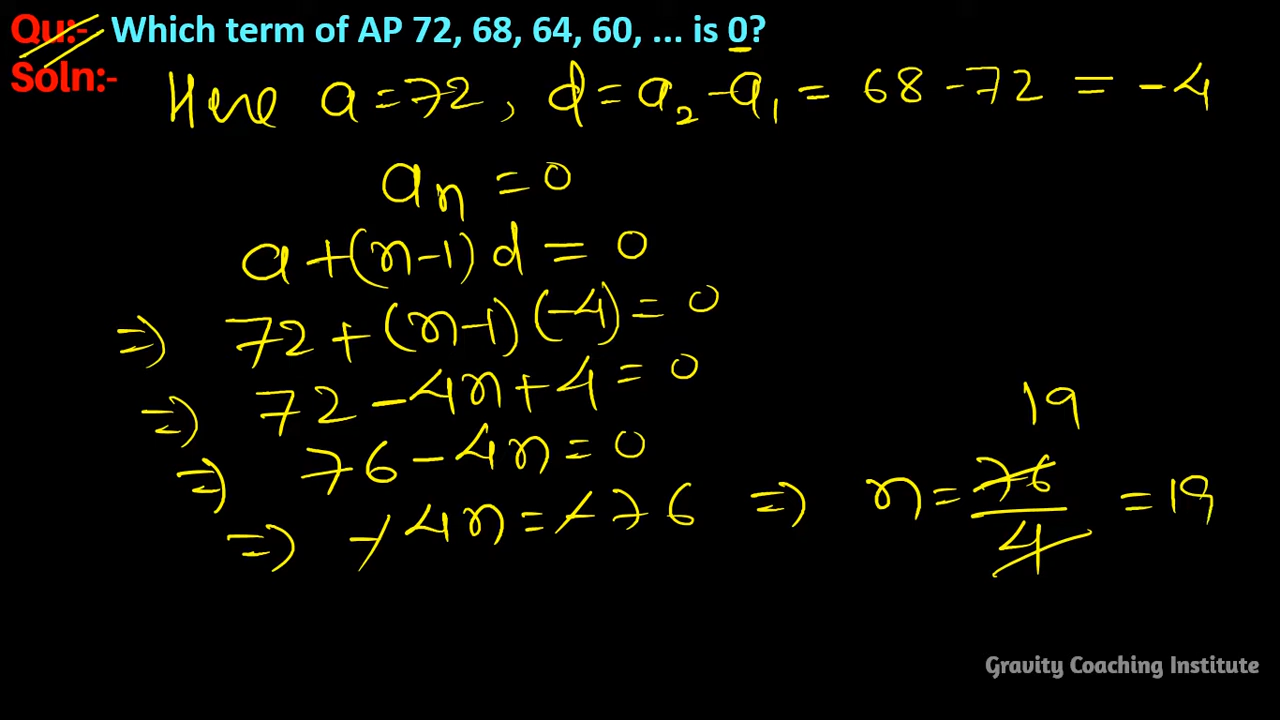 Qu:- Which term of AP 72, 68, 64, 60, ... is 0?
Soln:- Here a = 72, d = a₂ - a₁ = 68 - 72 = -4
aₙ = 0
a + (n-1) d = 0
⇒ 72 + (n-1) (-4) = 0
⇒ 72 - 4n + 4 = 0
⇒ 76 - 4n = 0
⇒ -4n = -76 ⇒ n = 76/4 = 19
19
Gravity Coaching Institute